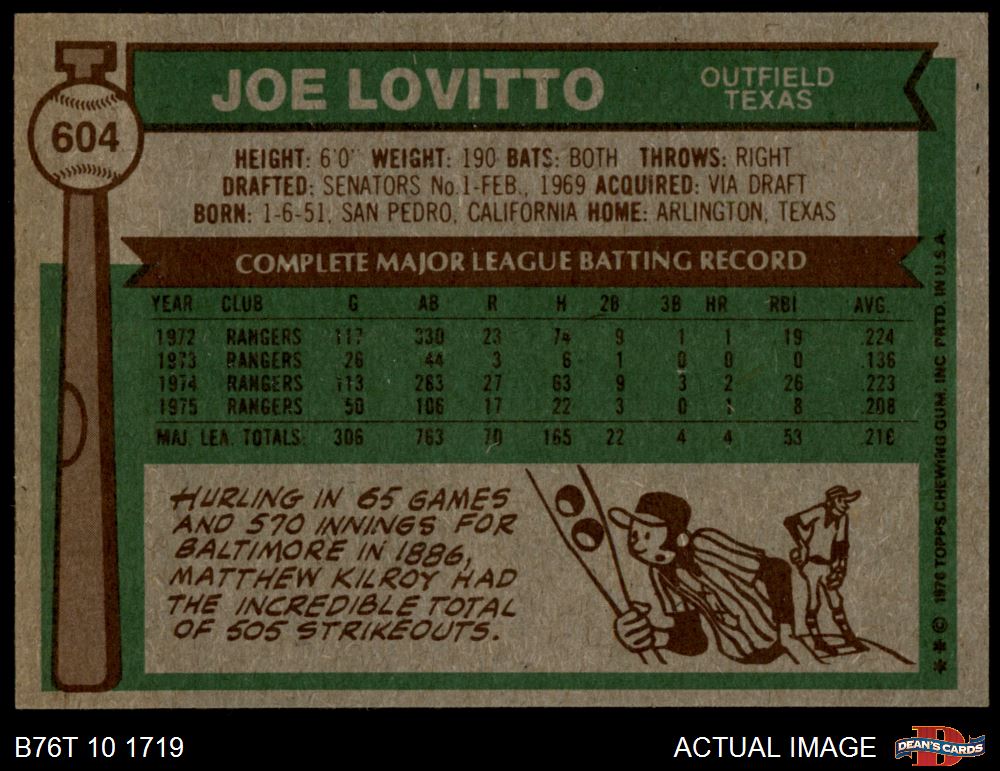 604
JOE LOVITTO
OUTFIELD
TEXAS
HEIGHT: 6'0" WEIGHT: 190 BATS: BOTH THROWS: RIGHT
DRAFTED: SENATORS No.1-FEB., 1969 ACQUIRED: VIA DRAFT
BORN: 1-6-51, SAN PEDRO, CALIFORNIA HOME: ARLINGTON, TEXAS
COMPLETE MAJOR LEAGUE BATTING RECORD
YEAR CLUB G AB R H 2B 3B HR RBI AVG.
1972 RANGERS 117 330 23 74 9 1 1 19 .224
1973 RANGERS 26 44 3 6 1 0 0 0 .136
1974 RANGERS 113 283 27 63 9 3 2 26 .223
1975 RANGERS 50 106 17 22 3 0 1 8 .208
MAJ. LEA. TOTALS: 306 763 70 165 22 4 4 53 .216
HURLING IN 65 GAMES
AND 570 INNINGS FOR
BALTIMORE IN 1886,
MATTHEW KILROY HAD
THE INCREDIBLE TOTAL
OF 505 STRIKEOUTS.
** © 1976 TOPPS CHEWING GUM, INC PRTD. IN U.S.A.
B76T 10 1719
ACTUAL IMAGE
D
DEAN'S CARDS